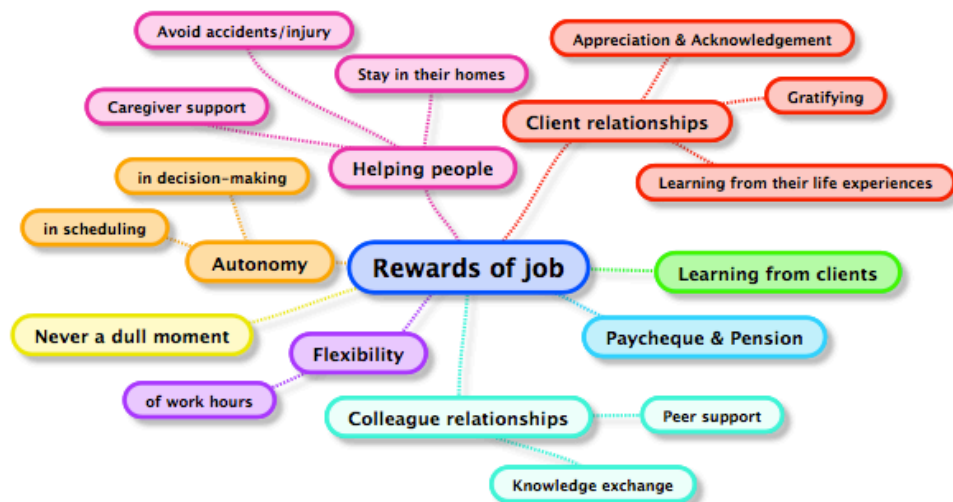 Avoid accidents/injury
Appreciation & Acknowledgement
Stay in their homes
Gratifying
Caregiver support
Client relationships
Helping people
in decision-making
Learning from their life experiences
in scheduling
Autonomy
Rewards of job
Learning from clients
Never a dull moment
Paycheque & Pension
Flexibility
of work hours
Colleague relationships
Peer support
Knowledge exchange